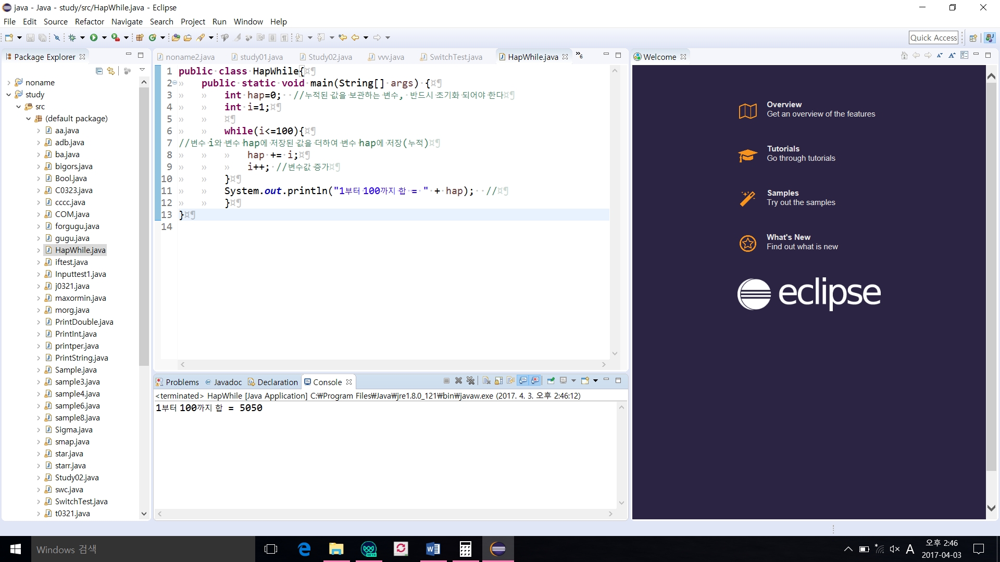 java - Java - study/src/HapWhile.java - Eclipse
File Edit Source Refactor Navigate Search Project Run Window Help
Quick Access
Package Explorer
noname
study
src
(default package)
aa.java
adb.java
ba.java
bigors.java
Bool.java
C0323.java
cccc.java
COM.java
forgugu.java
gugu.java
HapWhile.java
iftest.java
Inputtest1.java
j0321.java
maxormin.java
morg.java
PrintDouble.java
PrintInt.java
printper.java
PrintString.java
Sample.java
sample3.java
sample4.java
sample6.java
sample8.java
Sigma.java
smap.java
star.java
starr.java
Study02.java
swc.java
SwitchTest.java
t0321.java
noname2.java study01.java Study02.java vvv.java SwitchTest.java HapWhile.java »6
1 public class HapWhile{¤¶
2 » public static void main(String[] args) {¤¶
3 » » int hap=0; //누적된 값을 보관하는 변수, 반드시 초기화 되어야 한다¤¶
4 » » int i=1;¤¶
5 » » ¤¶
6 » » while(i<=100){¤¶
7 //변수 i와 변수 hap에 저장된 값을 더하여 변수 hap에 저장(누적)¤¶
8 » » » hap += i;¤¶
9 » » » i++; //변수값 증가¤¶
10 » » }¤¶
11 » » System.out.println("1부터 100까지 합 = " + hap); //¤¶
12 » » }¤¶
13 }¤¶
14
Problems @ Javadoc Declaration Console
<terminated> HapWhile [Java Application] C:₩Program Files₩Java₩jre1.8.0_121₩bin₩javaw.exe (2017. 4. 3. 오후 2:46:12)
1부터 100까지 합 = 5050
Welcome
Overview
Get an overview of the features
Tutorials
Go through tutorials
Samples
Try out the samples
What's New
Find out what is new
eclipse
Windows 검색
A
오후 2:46
2017-04-03